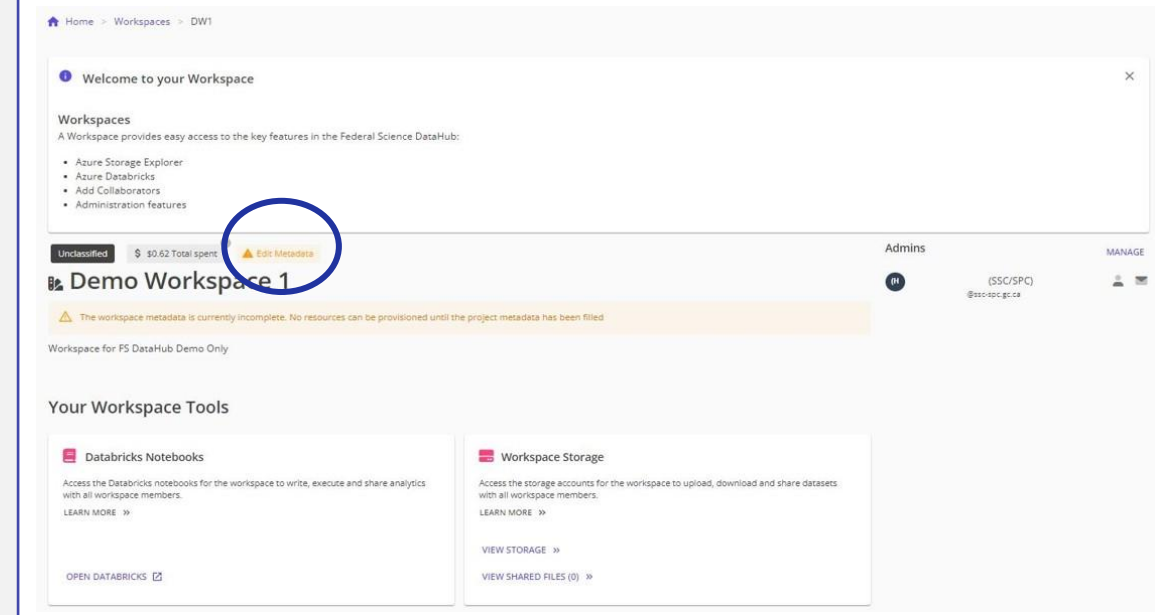 Home > Workspaces > DW1
Welcome to your Workspace
Workspaces
A Workspace provides easy access to the key features in the Federal Science DataHub:
• Azure Storage Explorer
• Azure Databricks
• Add Collaborators
• Administration features
Unclassified $ $0.62 Total spent Edit Metadata
Demo Workspace 1
The workspace metadata is currently incomplete. No resources can be provisioned until the project metadata has been filled
Workspace for FS DataHub Demo Only
Admins MANAGE
(H (SSC/SPC)
@ssc-spc.gc.ca
Your Workspace Tools
Databricks Notebooks
Access the Databricks notebooks for the workspace to write, execute and share analytics
with all workspace members.
LEARN MORE »
OPEN DATABRICKS
Workspace Storage
Access the storage accounts for the workspace to upload, download and share datasets
with all workspace members.
LEARN MORE »
VIEW STORAGE »
VIEW SHARED FILES (0) »